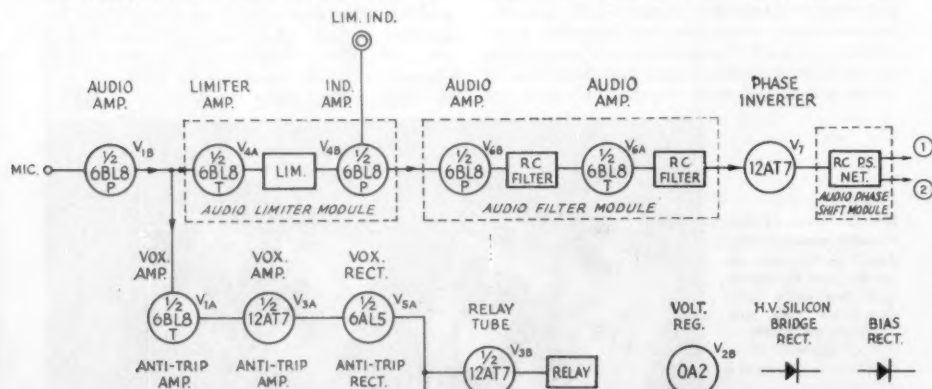 LIM. IND.
AUDIO AMP.
LIMITER AMP.
IND. AMP.
AUDIO AMP.
AUDIO AMP.
PHASE INVERTER
MIC.
½ 6BL8 P
V1B
½ 6BL8 T
V4A
LIM.
V4B
½ 6BL8 P
½ 6BL8 P
V6B
RC FILTER
½ 6BL8 T
V6A
RC FILTER
12AT7
V7
RC P.S. NET.
1
2
AUDIO LIMITER MODULE
AUDIO FILTER MODULE
AUDIO PHASE SHIFT MODULE
VOX. AMP.
VOX. AMP.
VOX. RECT.
½ 6BL8 T
V1A
½ 12AT7
V3A
½ 6AL5
V5A
ANTI-TRIP AMP.
ANTI-TRIP AMP.
ANTI-TRIP RECT.
RELAY TUBE
½ 12AT7
V3B
RELAY
VOLT. REG.
0A2
V2B
H.V. SILICON BRIDGE RECT.
BIAS RECT.